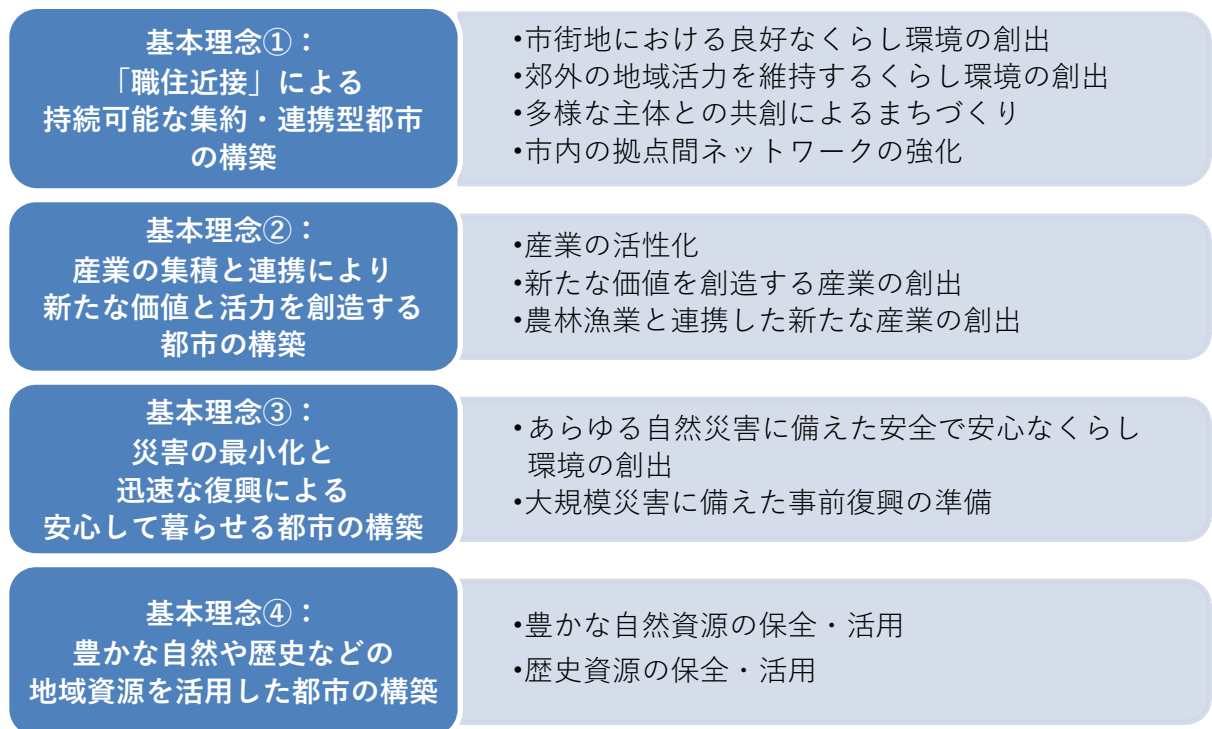 基本理念①：
「職住近接」による
持続可能な集約・連携型都市
の構築
•市街地における良好なくらし環境の創出
•郊外の地域活力を維持するくらし環境の創出
•多様な主体との共創によるまちづくり
•市内の拠点間ネットワークの強化
基本理念②：
産業の集積と連携により
新たな価値と活力を創造する
都市の構築
•産業の活性化
•新たな価値を創造する産業の創出
•農林漁業と連携した新たな産業の創出
基本理念③：
災害の最小化と
迅速な復興による
安心して暮らせる都市の構築
•あらゆる自然災害に備えた安全で安心なくらし
環境の創出
•大規模災害に備えた事前復興の準備
基本理念④：
豊かな自然や歴史などの
地域資源を活用した都市の構築
•豊かな自然資源の保全・活用
•歴史資源の保全・活用